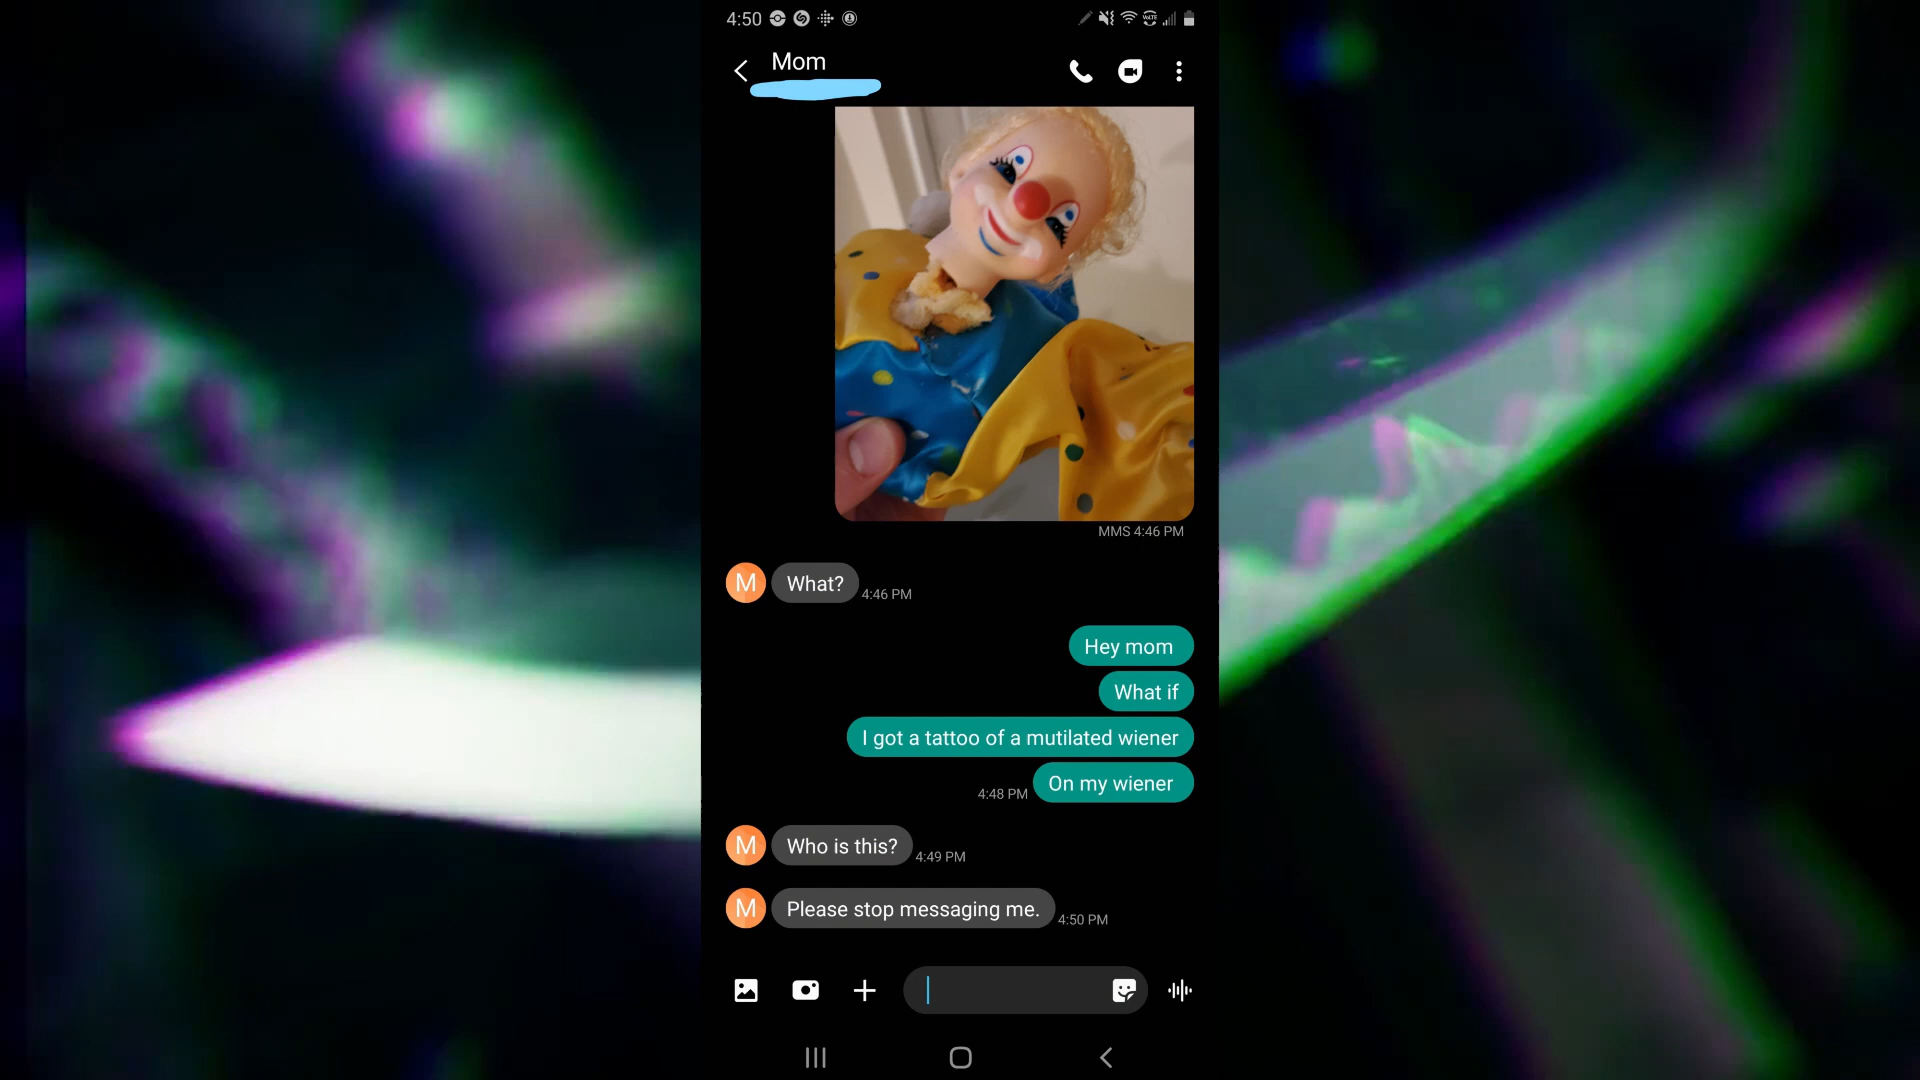 4:50
Mom
MMS 4:46 PM
M What? 4:46 PM
Hey mom
What if
I got a tattoo of a mutilated wiener
4:48 PM On my wiener
M Who is this? 4:49 PM
M Please stop messaging me. 4:50 PM